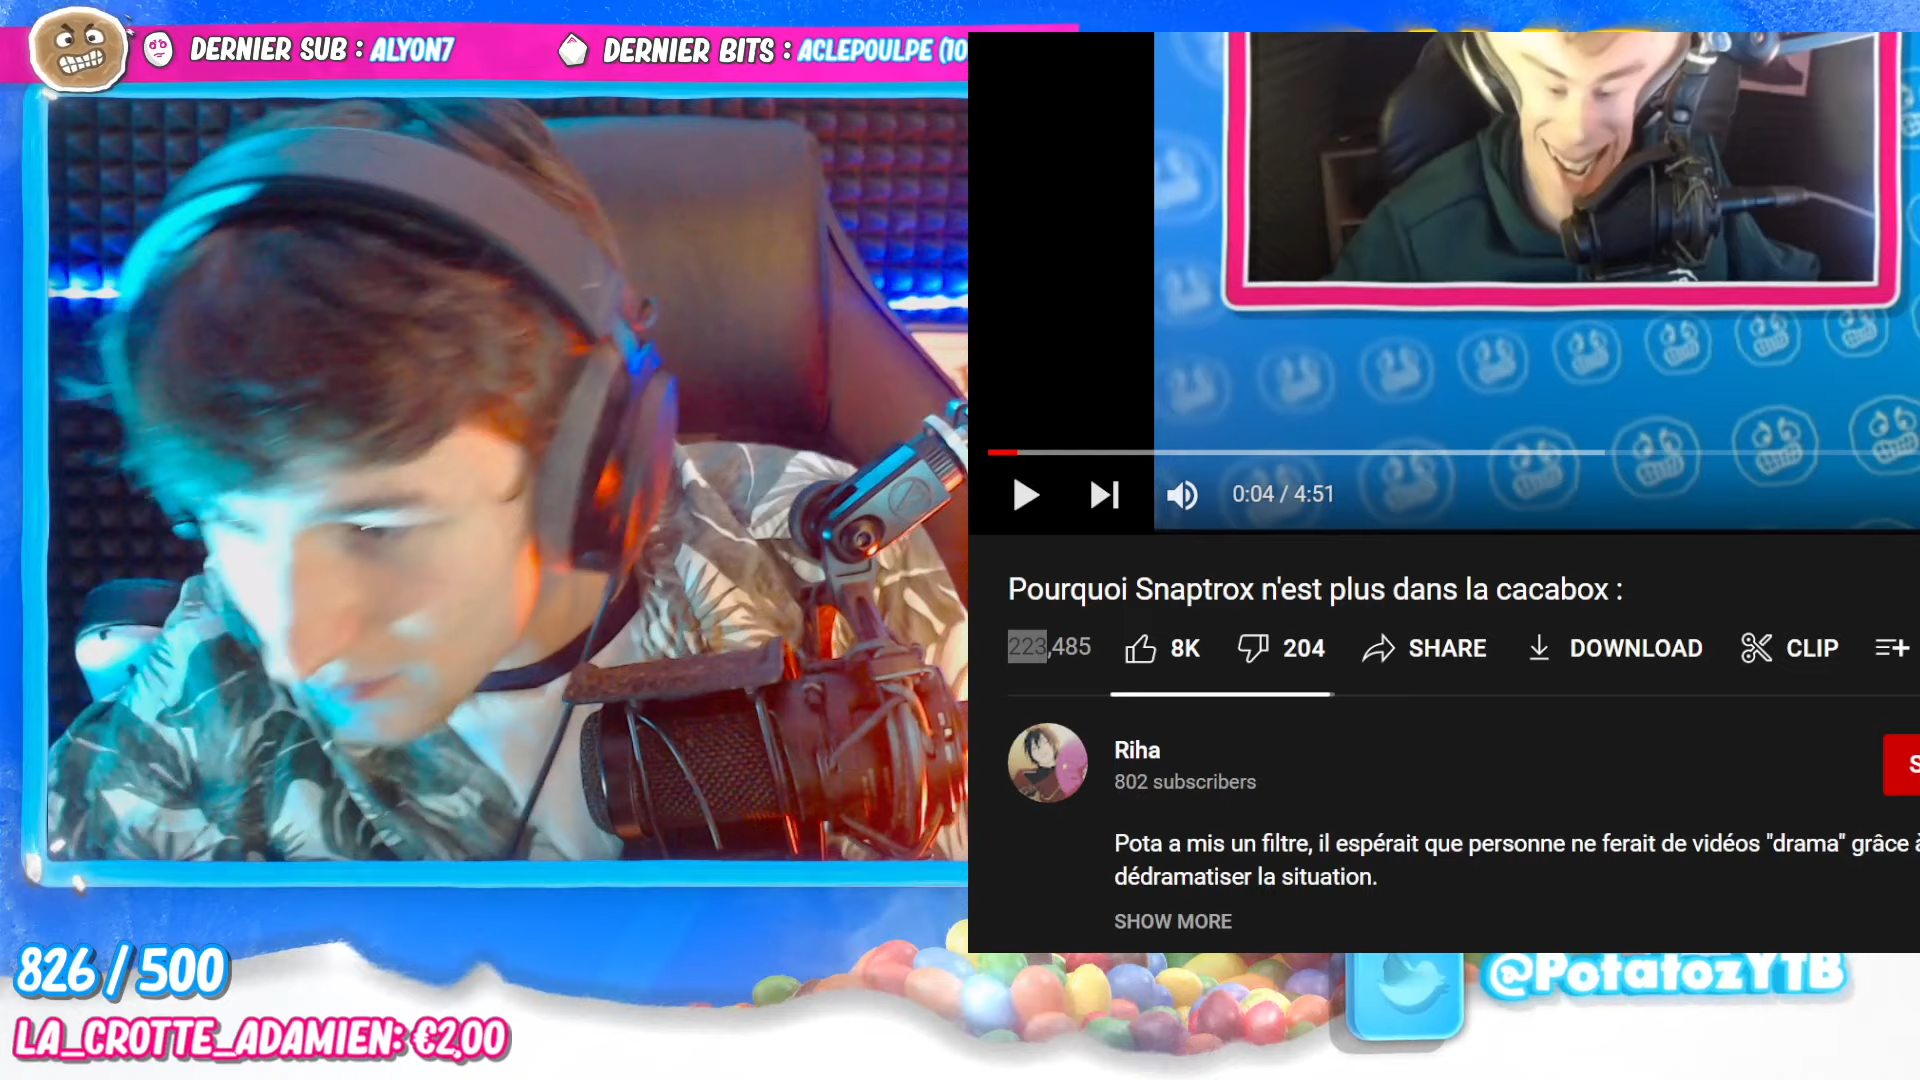 DERNIER SUB : ALYON7
DERNIER BITS : ACLEPOULPE (10
0:04 / 4:51
Pourquoi Snaptrox n'est plus dans la cacabox :
223,485 8K 204 SHARE DOWNLOAD CLIP
Riha
802 subscribers
S
Pota a mis un filtre, il espérait que personne ne ferait de vidéos "drama" grâce à
dédramatiser la situation.
SHOW MORE
826 / 500
@PotatozYTB
LA_CROTTE_ADAMIEN: €2,00